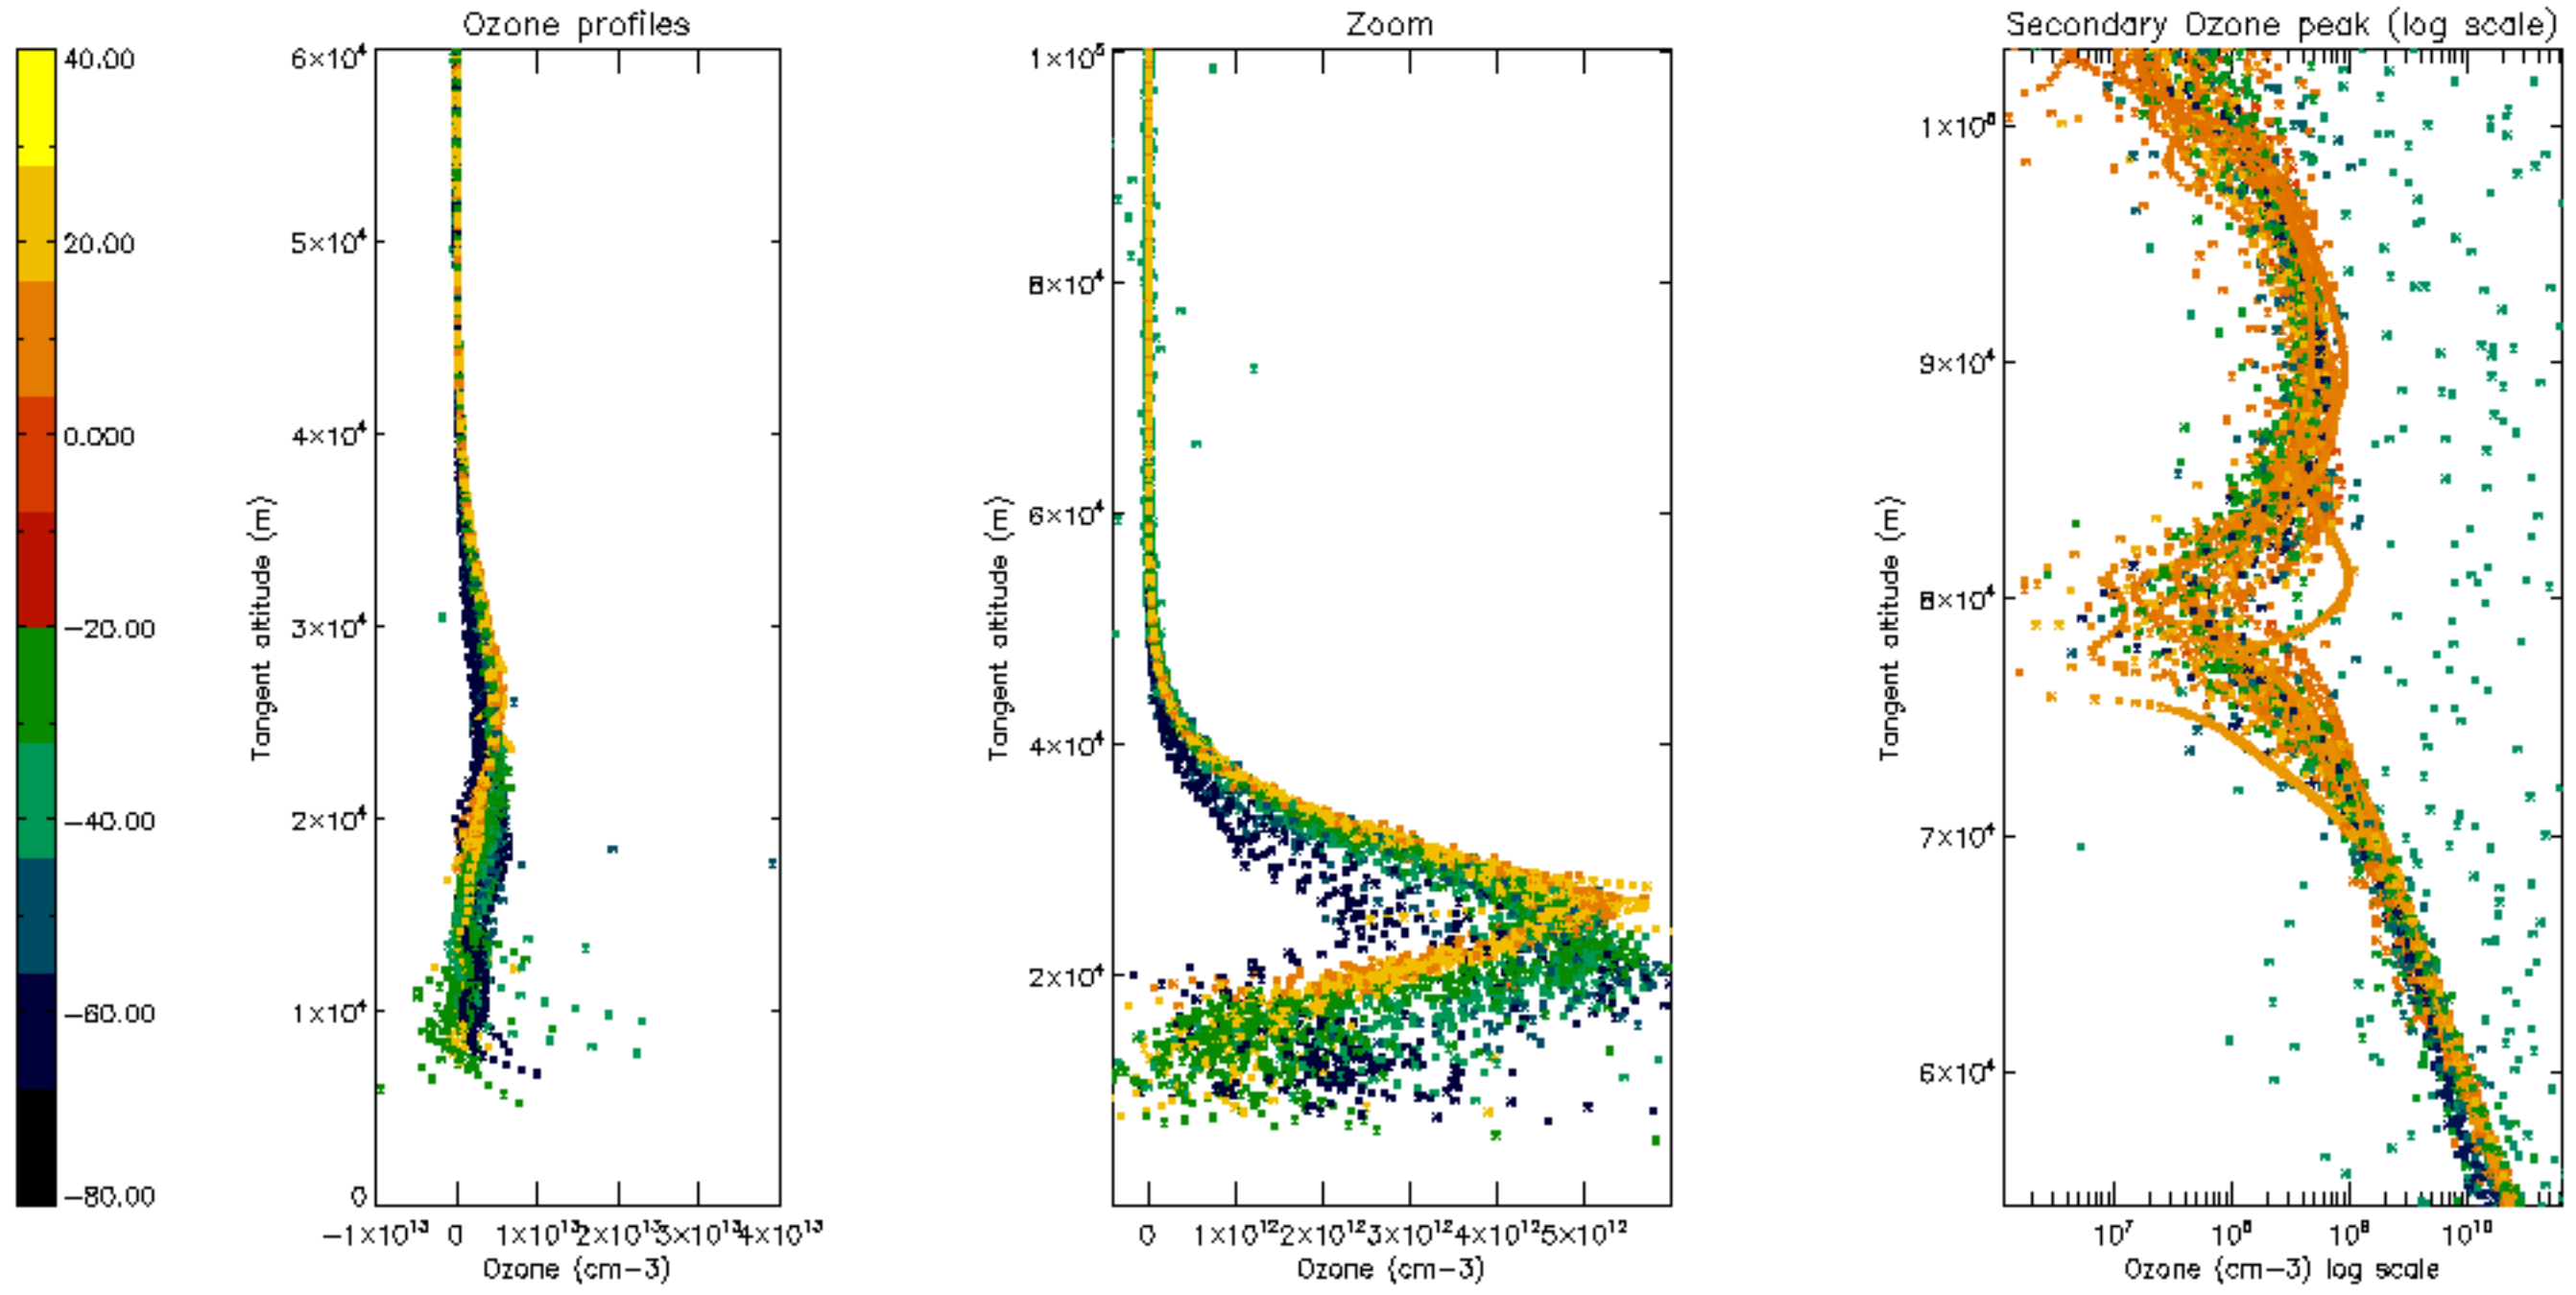 Ozone profiles
40.00
20.00
0.000
−20.00
−40.00
−60.00
−80.00
6×10⁴
5×10⁴
4×10⁴
3×10⁴
2×10⁴
1×10⁴
0
Tangent altitude (m)
−1×10¹³ 0 1×10¹³ 2×10¹³ 3×10¹³ 4×10¹³
Ozone (cm−3)
Zoom
1×10⁵
8×10⁴
6×10⁴
4×10⁴
2×10⁴
Tangent altitude (m)
0 1×10¹² 2×10¹² 3×10¹² 4×10¹² 5×10¹²
Ozone (cm−3)
Secondary Ozone peak (log scale)
1×10⁵
9×10⁴
8×10⁴
7×10⁴
6×10⁴
Tangent altitude (m)
10⁷ 10⁸ 10⁹ 10¹⁰
Ozone (cm−3) log scale